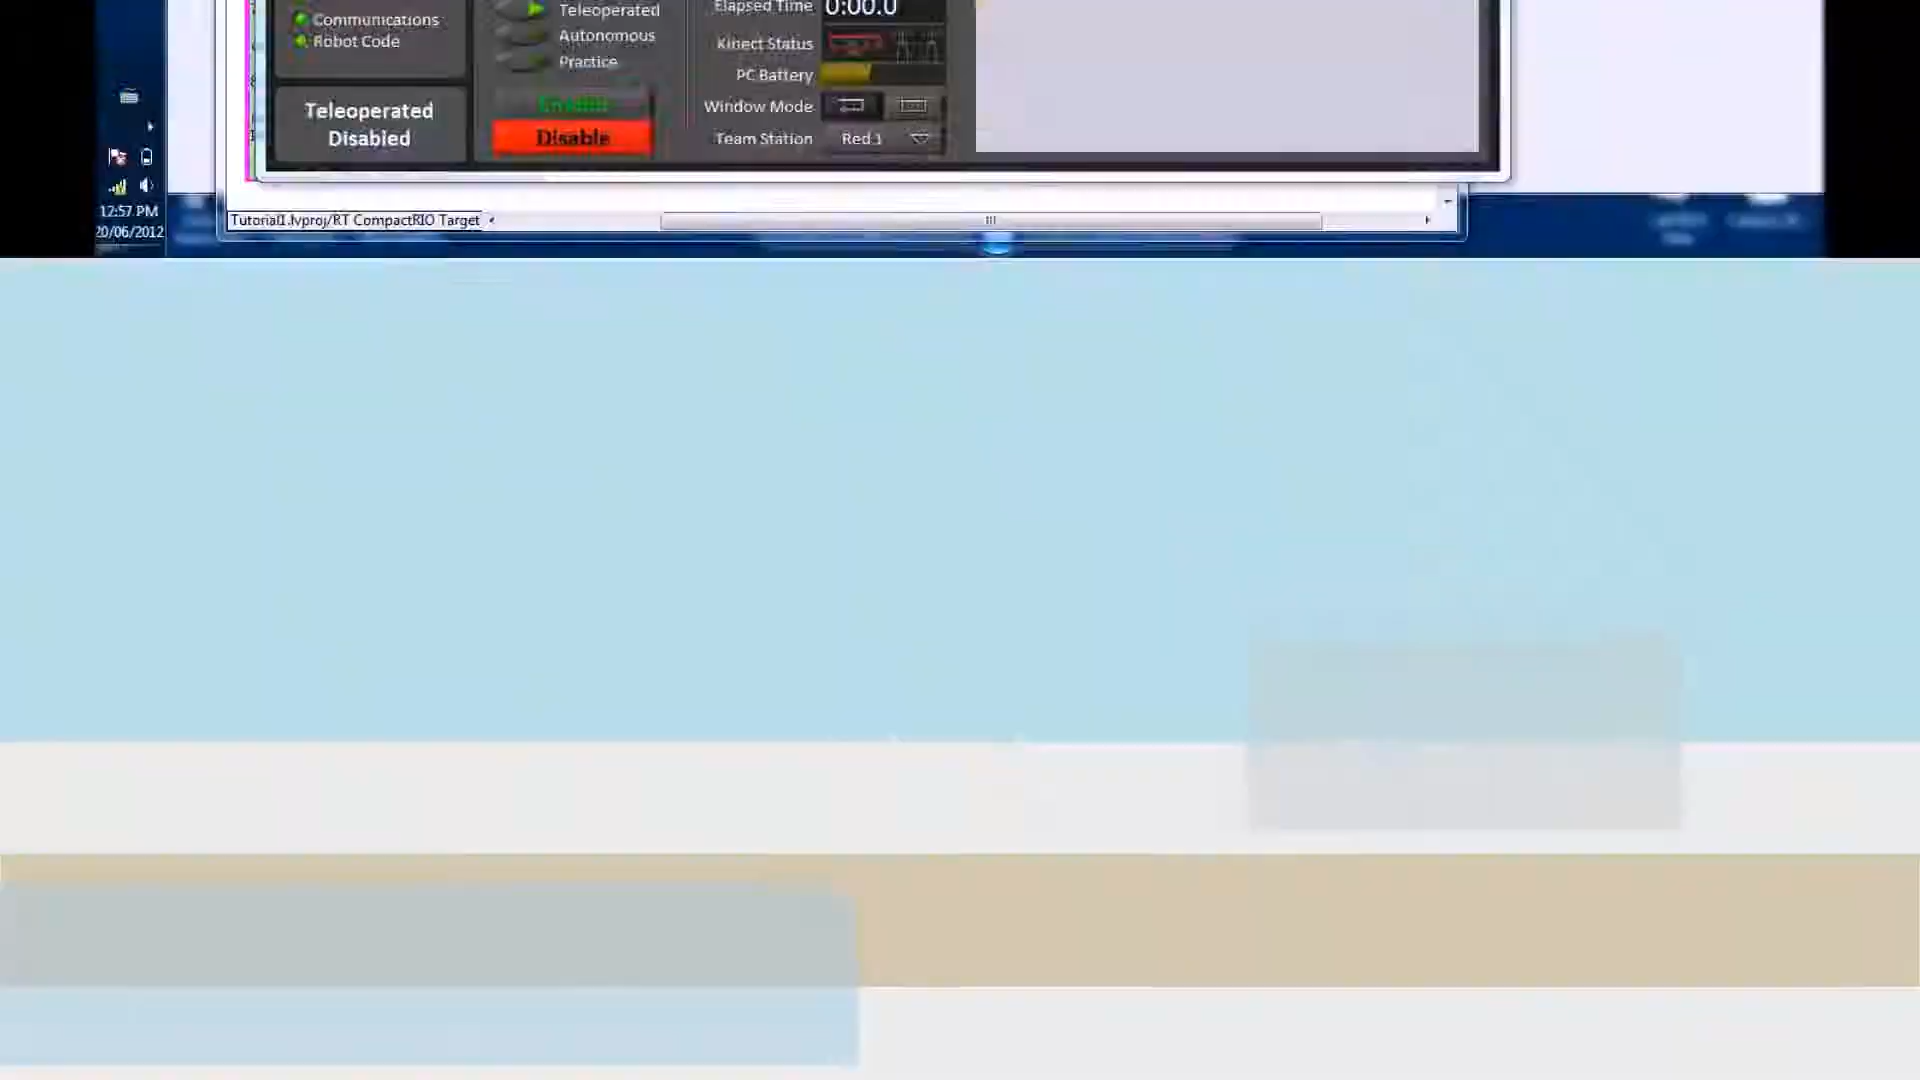 Communications
Robot Code
Teleoperated
Disabled
Teleoperated
Autonomous
Practice
Enable
Disable
Elapsed Time 0:00.0
Kinect Status
PC Battery
Window Mode
Team Station Red 1
12:57 PM
20/06/2012
Tutorial1.lvproj/RT CompactRIO Target